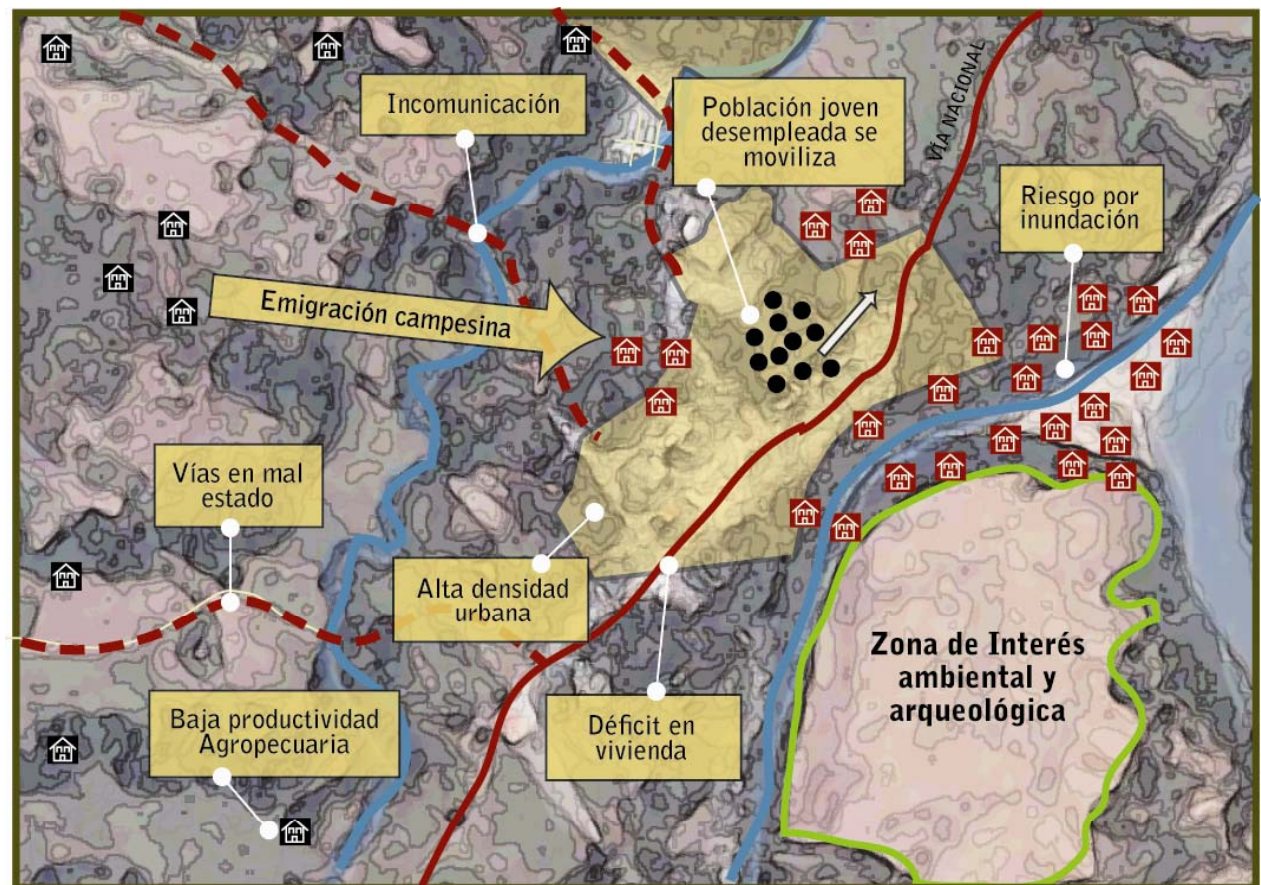 Incomunicación
Población joven
desempleada se
moviliza
VÍA NACIONAL
Riesgo por
inundación
Emigración campesina
Vías en mal
estado
Alta densidad
urbana
Zona de Interés
ambiental y
arqueológica
Baja productividad
Agropecuaria
Déficit en
vivienda